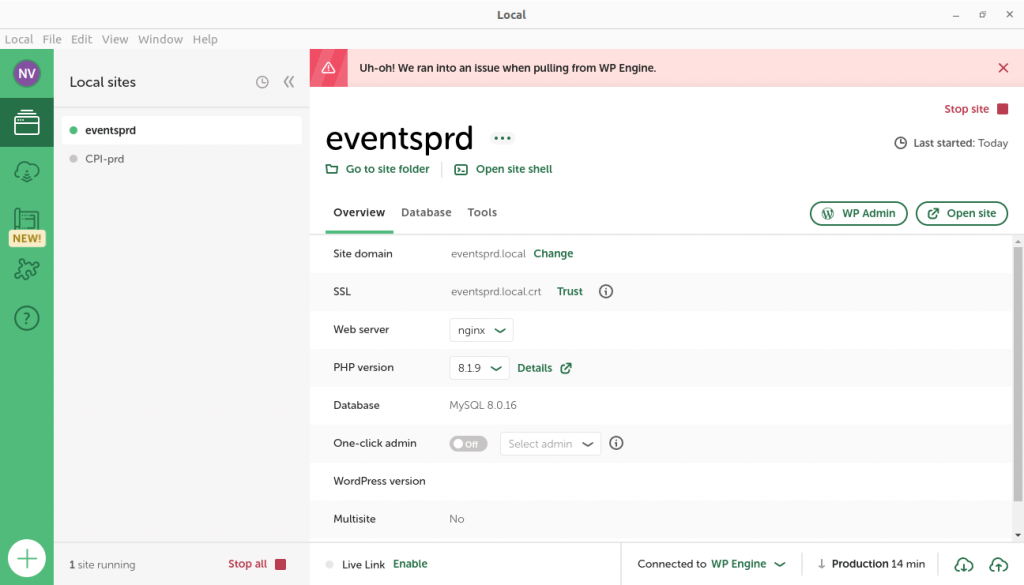 Local
Local File Edit View Window Help
NV
Local sites
Uh-oh! We ran into an issue when pulling from WP Engine.
Stop site
eventsprd
eventsprd
Last started: Today
CPI-prd
Go to site folder
Open site shell
Overview Database Tools
WP Admin
Open site
NEW!
Site domain eventsprd.local Change
SSL eventsprd.local.crt Trust
Web server nginx
PHP version 8.1.9 Details
Database MySQL 8.0.16
One-click admin Off Select admin
WordPress version
Multisite No
1 site running Stop all
Live Link Enable
Connected to WP Engine
Production 14 min